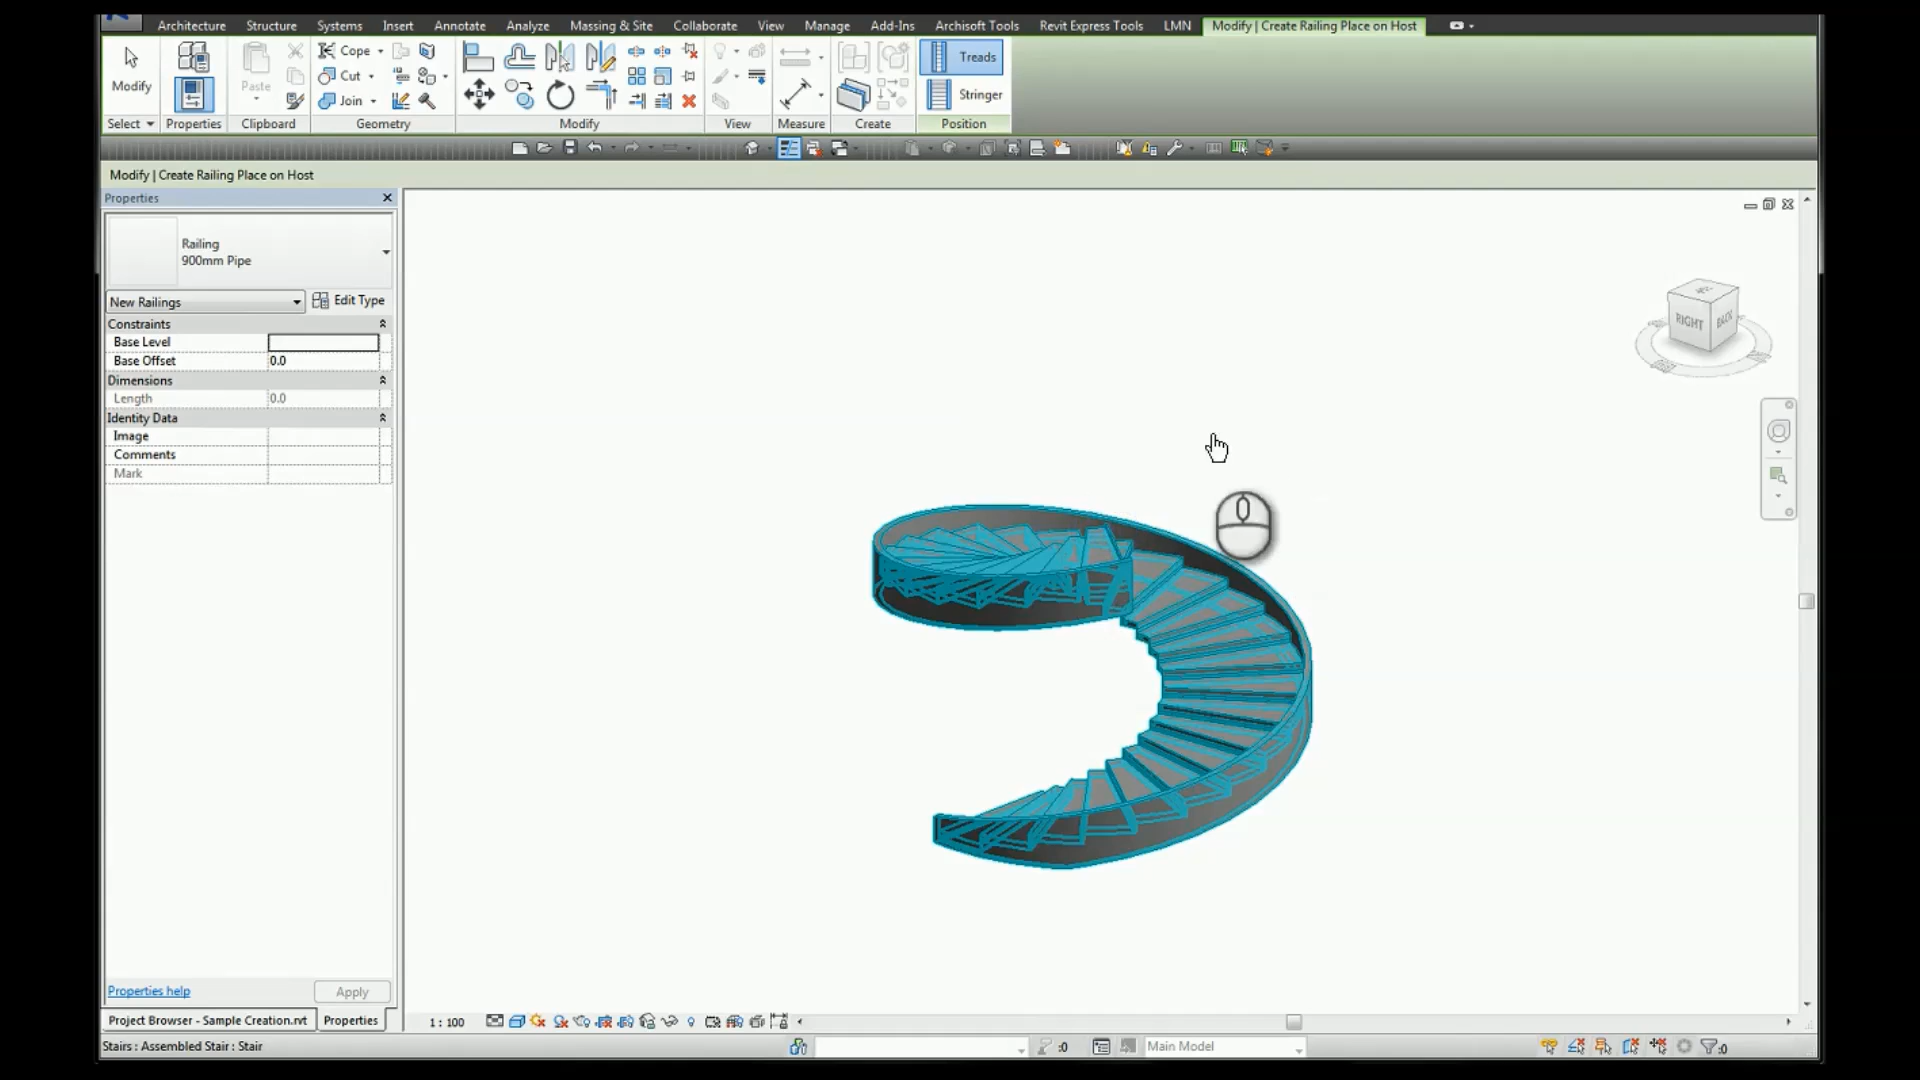 Architecture Structure Systems Insert Annotate Analyze Massing & Site Collaborate View Manage Add-Ins Archisoft Tools Revit Express Tools LMN Modify | Create Railing Place on Host
Cope Treads
Modify Cut Paste
Join Stringer
Select Properties Clipboard Geometry Modify View Measure Create Position
Modify | Create Railing Place on Host
Properties
Railing
900mm Pipe
New Railings Edit Type
Constraints
Base Level
Base Offset 0.0
Dimensions
Length 0.0
Identity Data
Image
Comments
Mark
RIGHT BACK
Properties help Apply
Project Browser - Sample Creation.rvt Properties 1 : 100
Stairs : Assembled Stair : Stair :0 Main Model :0